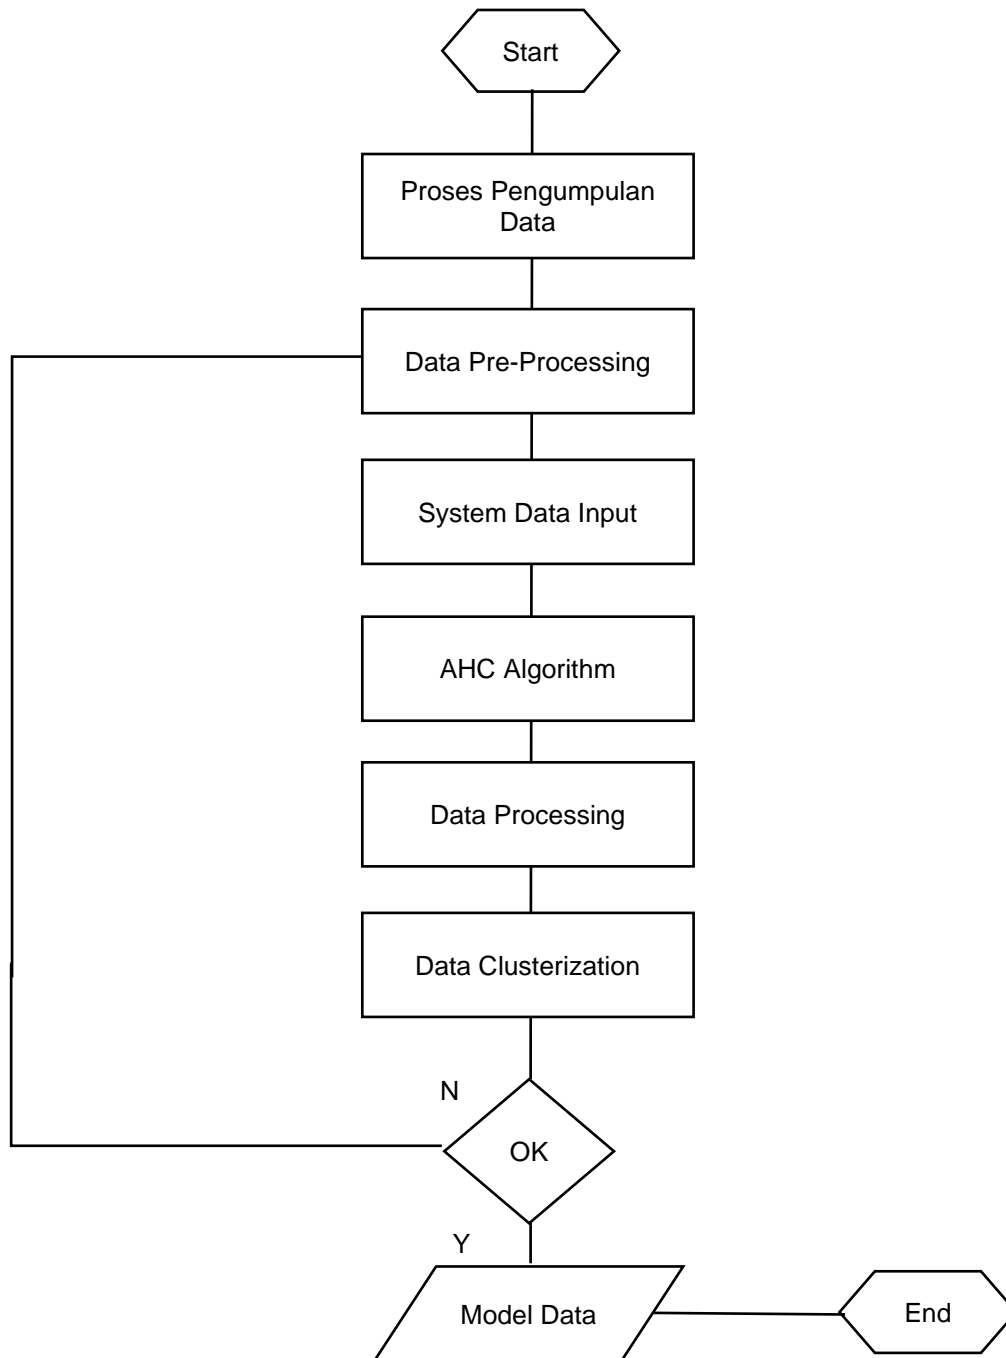 Start
Proses Pengumpulan
Data
Data Pre-Processing
System Data Input
AHC Algorithm
Data Processing
Data Clusterization
N
OK
Y
Model Data
End